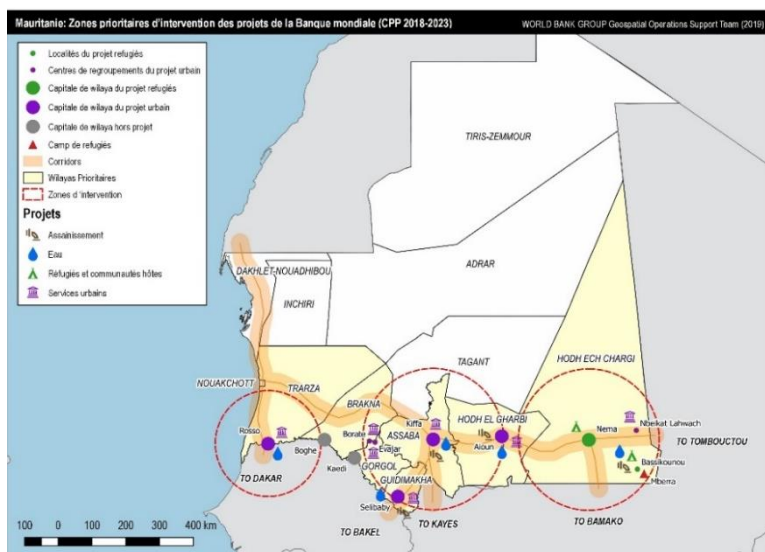 Mauritanie: Zones prioritaires d'intervention des projets de la Banque mondiale (CPP 2018-2023)
WORLD BANK GROUP Geospatial Operations Support Team (2019)
Localités du projet refugiés
Centres de regroupements du projet urbain
Capitale de wilaya du projet refugiés
Capitale de wilaya du projet urbain
Capitale de wilaya hors projet
Camp de refugiés
Corridors
Wilayas Prioritaires
Zones d 'intervention
Projets
Assainissement
Eau
Réfugiés et communautés hôtes
Services urbains
TIRIS-ZEMMOUR
ADRAR
DAKHLET-NOUADHIBOU
INCHIRI
HODH ECH CHARGI
TAGANT
NOUAKCHOTT
TRARZA
BRAKNA
Kiffa
HODH EL GHARBI
Rosso
Borate
ASSABA
Nema
Nbeikat Lahwach
Boghe
Evajar
Aioun
TO TOMBOUCTOU
Kaedi
GORGOL
Bassikounou
TO DAKAR
GUIDIMAKHA
Mberra
Selibaby
TO BAKEL
TO KAYES
TO BAMAKO
100 0 100 200 300 400 km